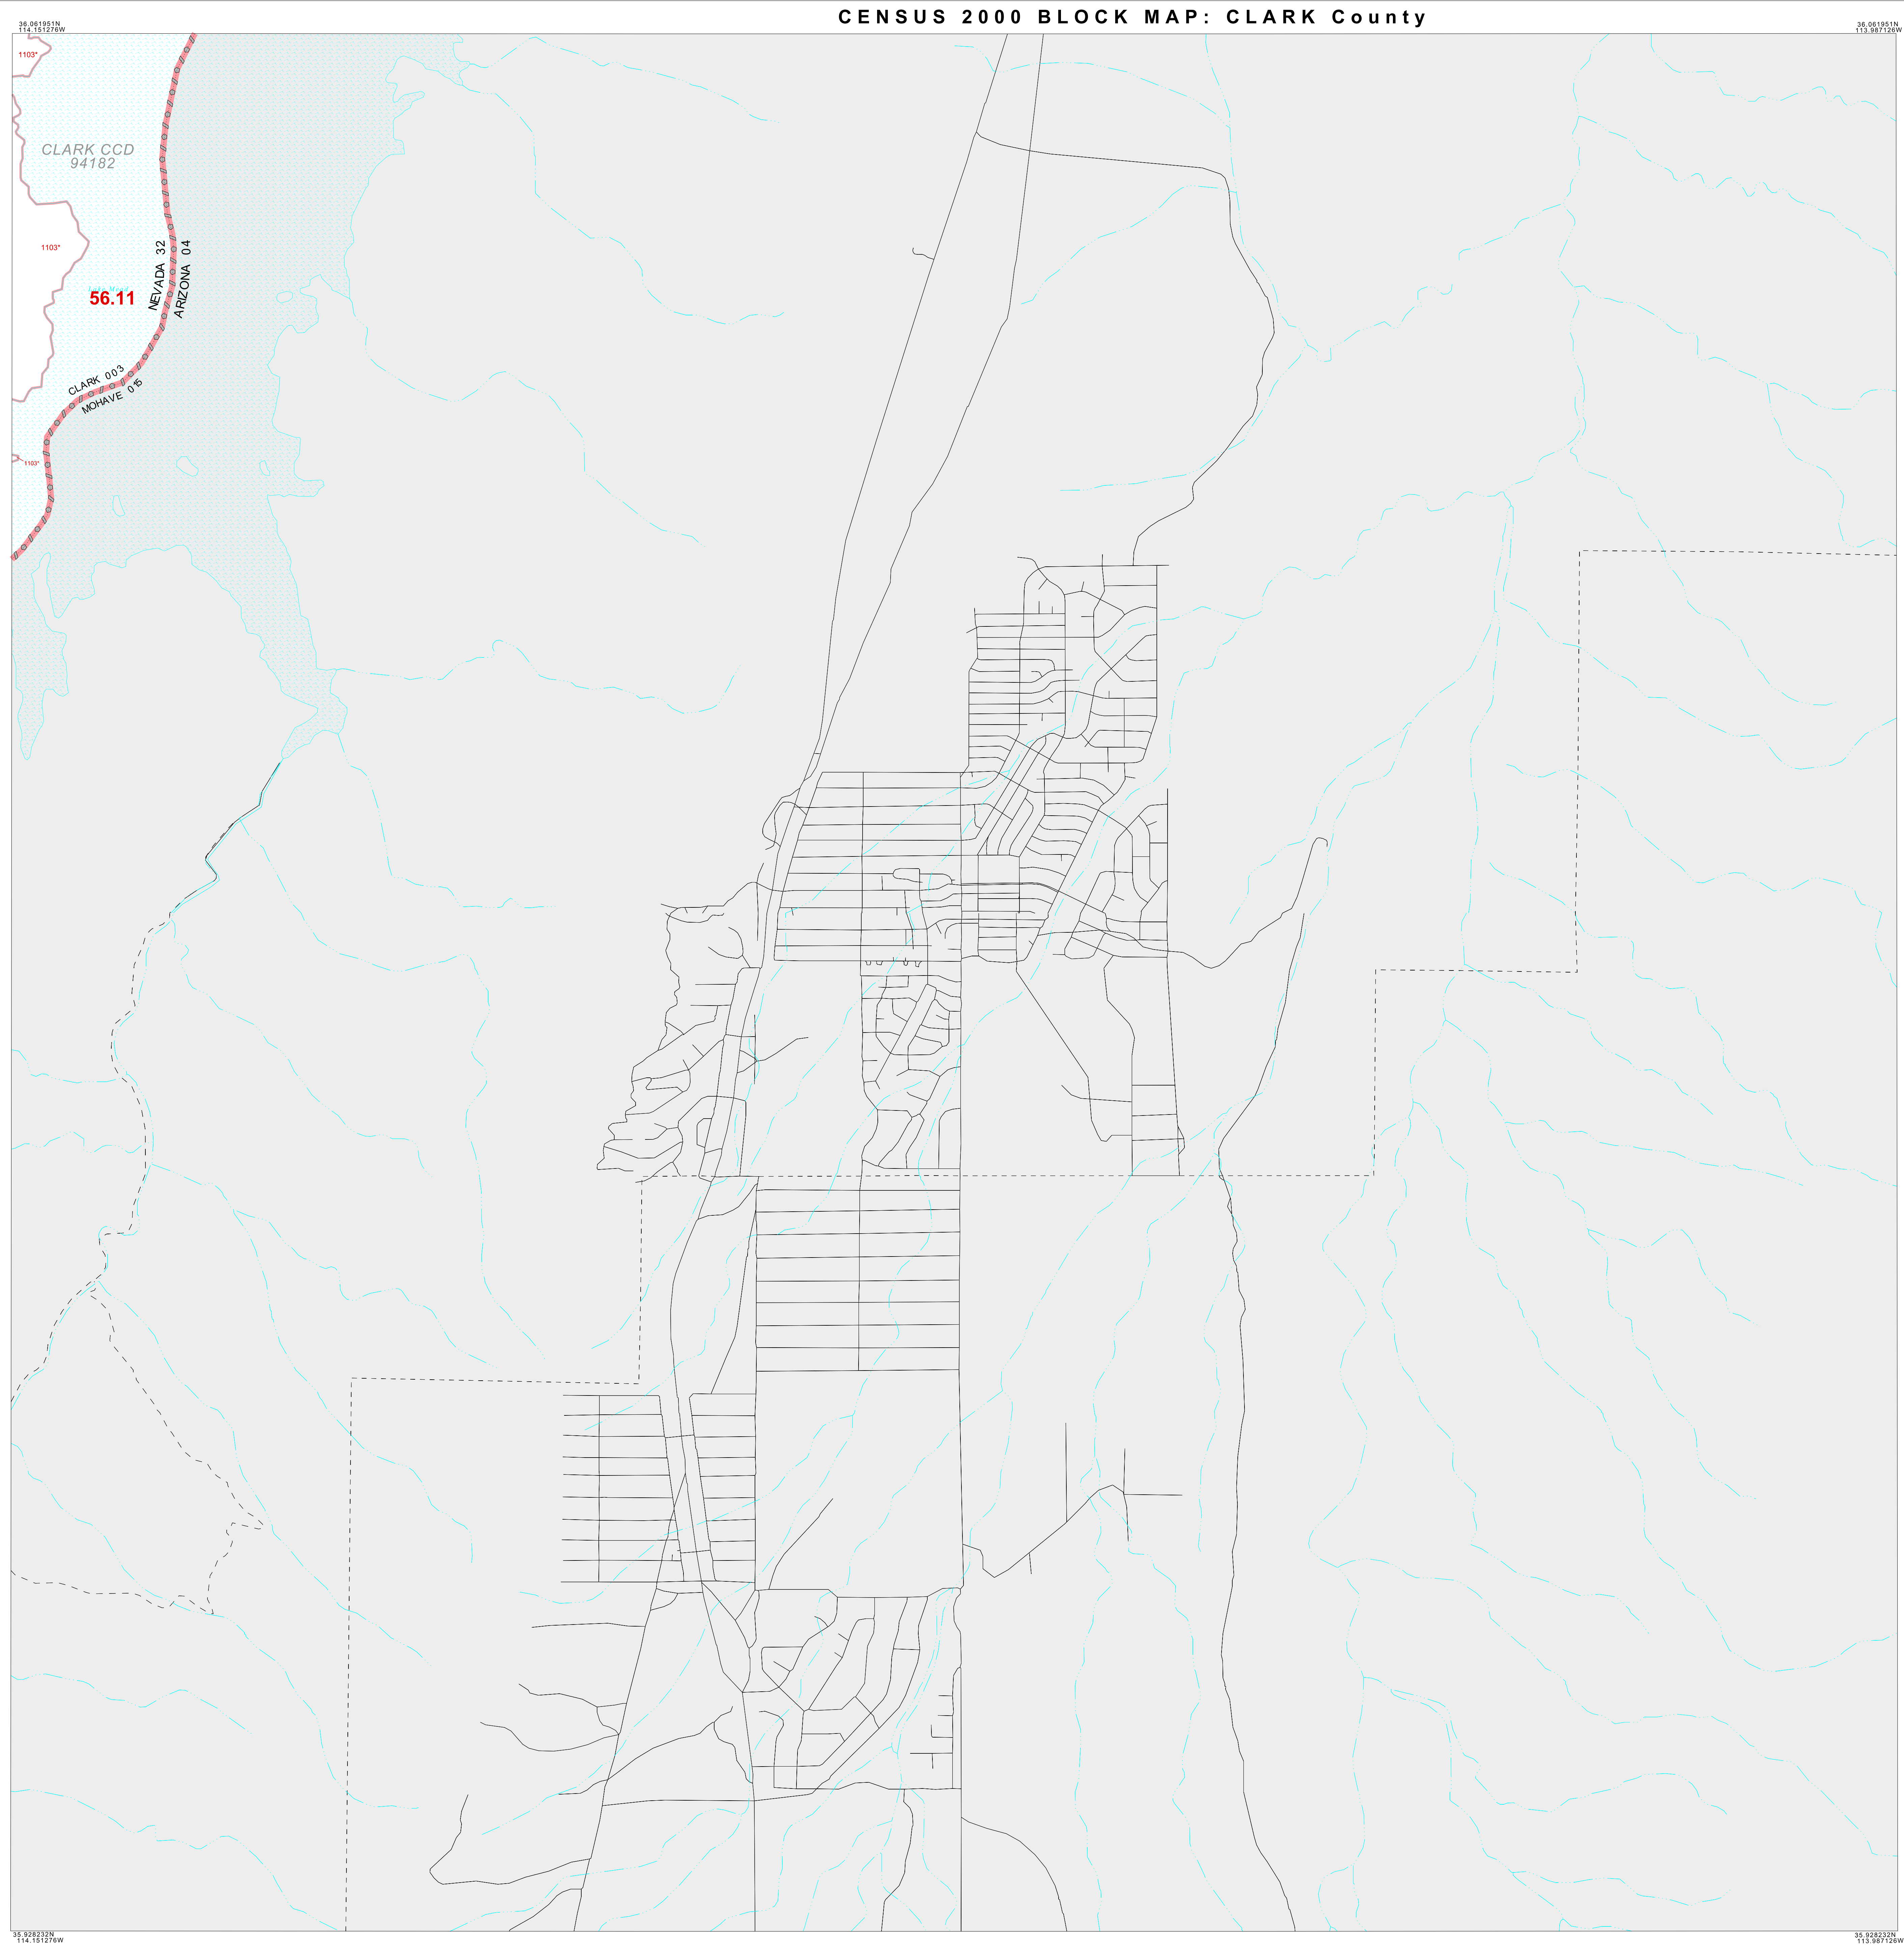 CENSUS 2000 BLOCK MAP: CLARK County
36.061951N
114.151276W
36.061951N
113.987126W
1103*
CLARK CCD
94182
1103*
Lake Mead
56.11
NEVADA 32
ARIZONA 04
CLARK 003
MOHAVE 015
1103*
35.928232N
114.151276W
35.928232N
113.987126W